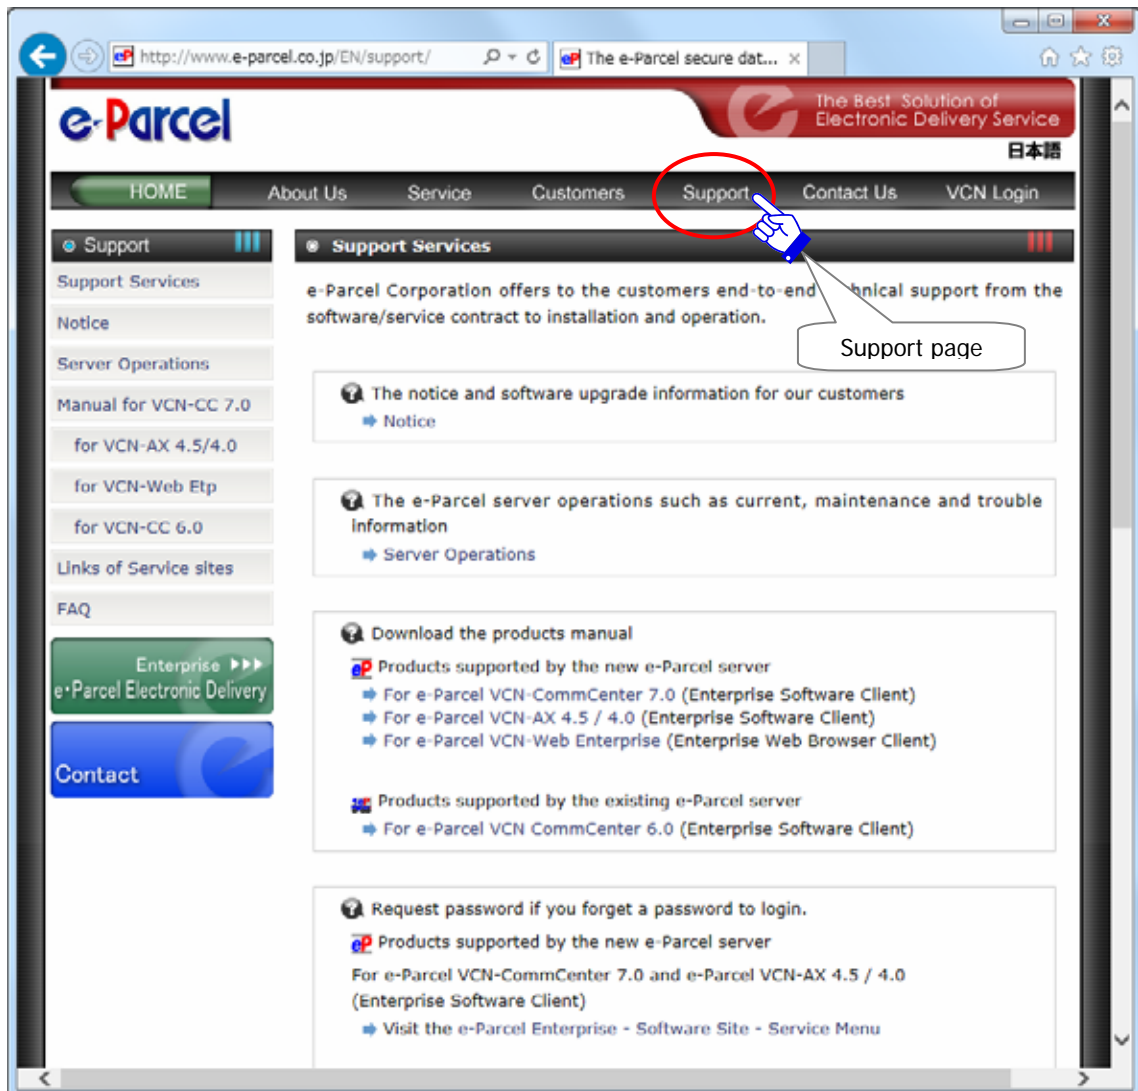 http://www.e-parcel.co.jp/EN/support/
The e-Parcel secure dat...
e-Parcel
The Best Solution of
Electronic Delivery Service
日本語
HOME About Us Service Customers Support Contact Us VCN Login
Support
Support Services
Notice
Server Operations
Manual for VCN-CC 7.0
for VCN-AX 4.5/4.0
for VCN-Web Etp
for VCN-CC 6.0
Links of Service sites
FAQ
Enterprise
e•Parcel Electronic Delivery
Contact
Support Services
e-Parcel Corporation offers to the customers end-to-end technical support from the
software/service contract to installation and operation.
Support page
The notice and software upgrade information for our customers
Notice
The e-Parcel server operations such as current, maintenance and trouble
information
Server Operations
Download the products manual
eP Products supported by the new e-Parcel server
For e-Parcel VCN-CommCenter 7.0 (Enterprise Software Client)
For e-Parcel VCN-AX 4.5 / 4.0 (Enterprise Software Client)
For e-Parcel VCN-Web Enterprise (Enterprise Web Browser Client)
Products supported by the existing e-Parcel server
For e-Parcel VCN CommCenter 6.0 (Enterprise Software Client)
Request password if you forget a password to login.
eP Products supported by the new e-Parcel server
For e-Parcel VCN-CommCenter 7.0 and e-Parcel VCN-AX 4.5 / 4.0
(Enterprise Software Client)
Visit the e-Parcel Enterprise - Software Site - Service Menu